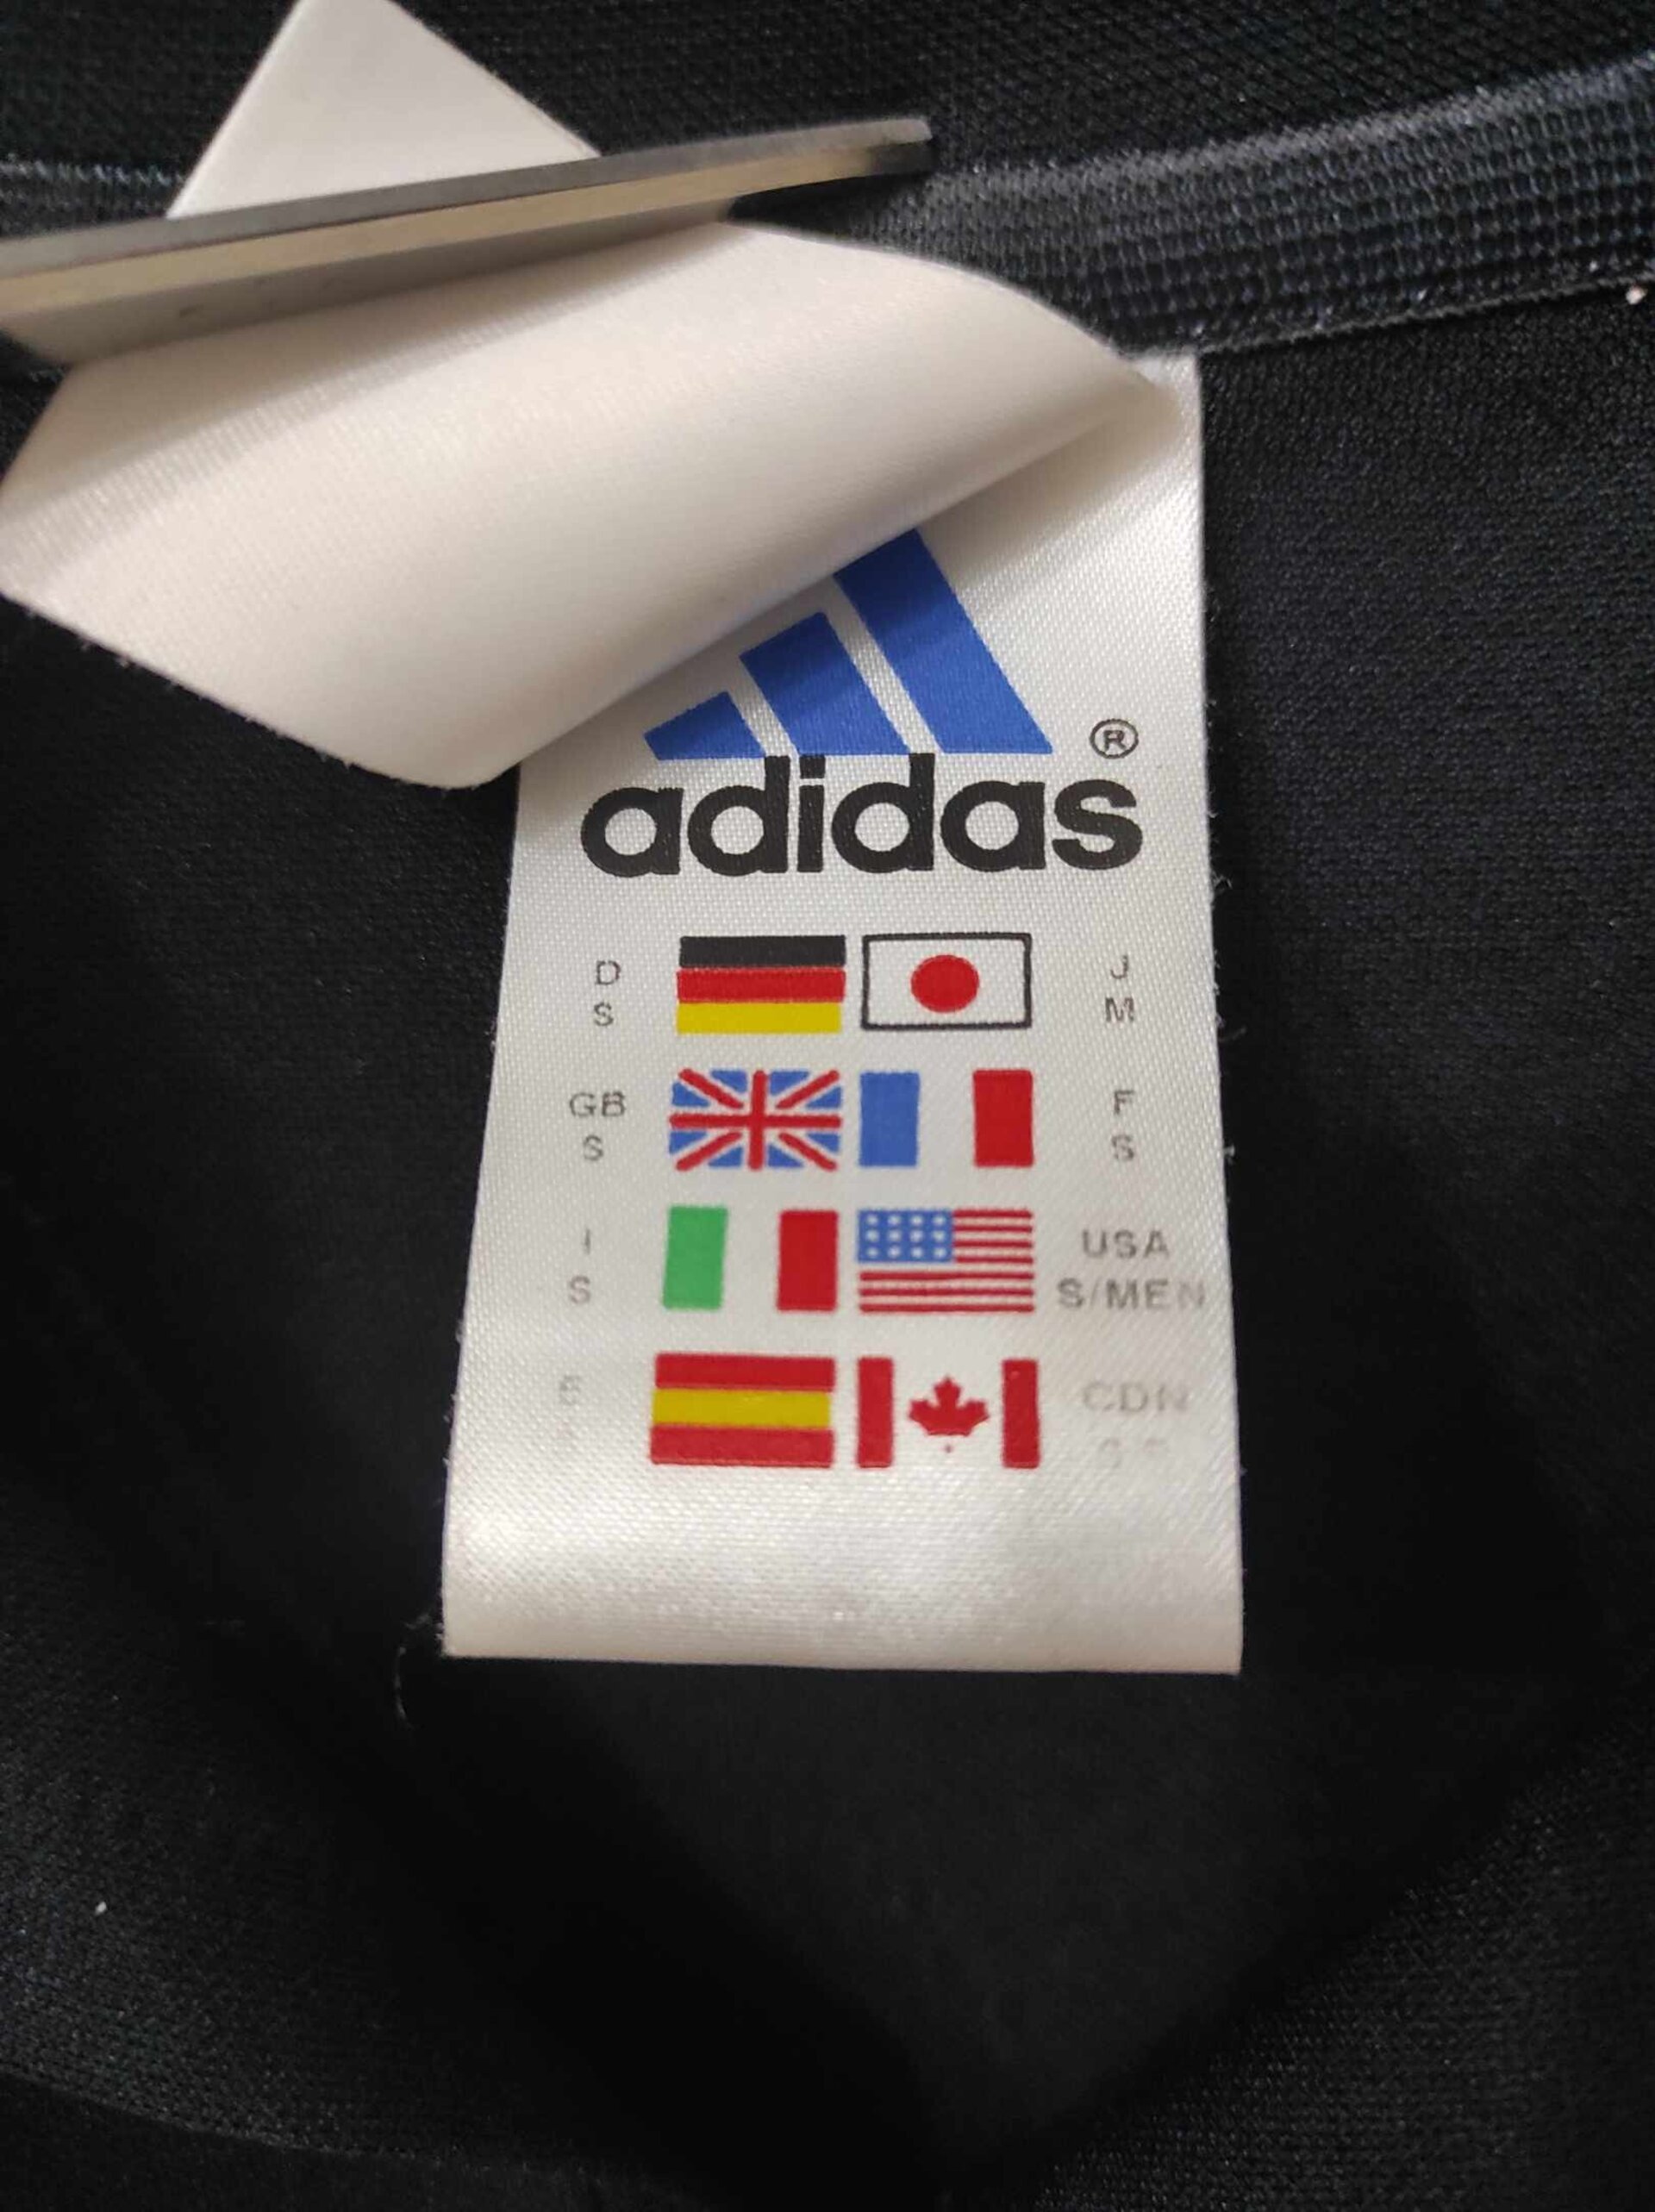 ®
adidas
D J
S M
GB F
S S
I USA
S S/MEN
E CDN